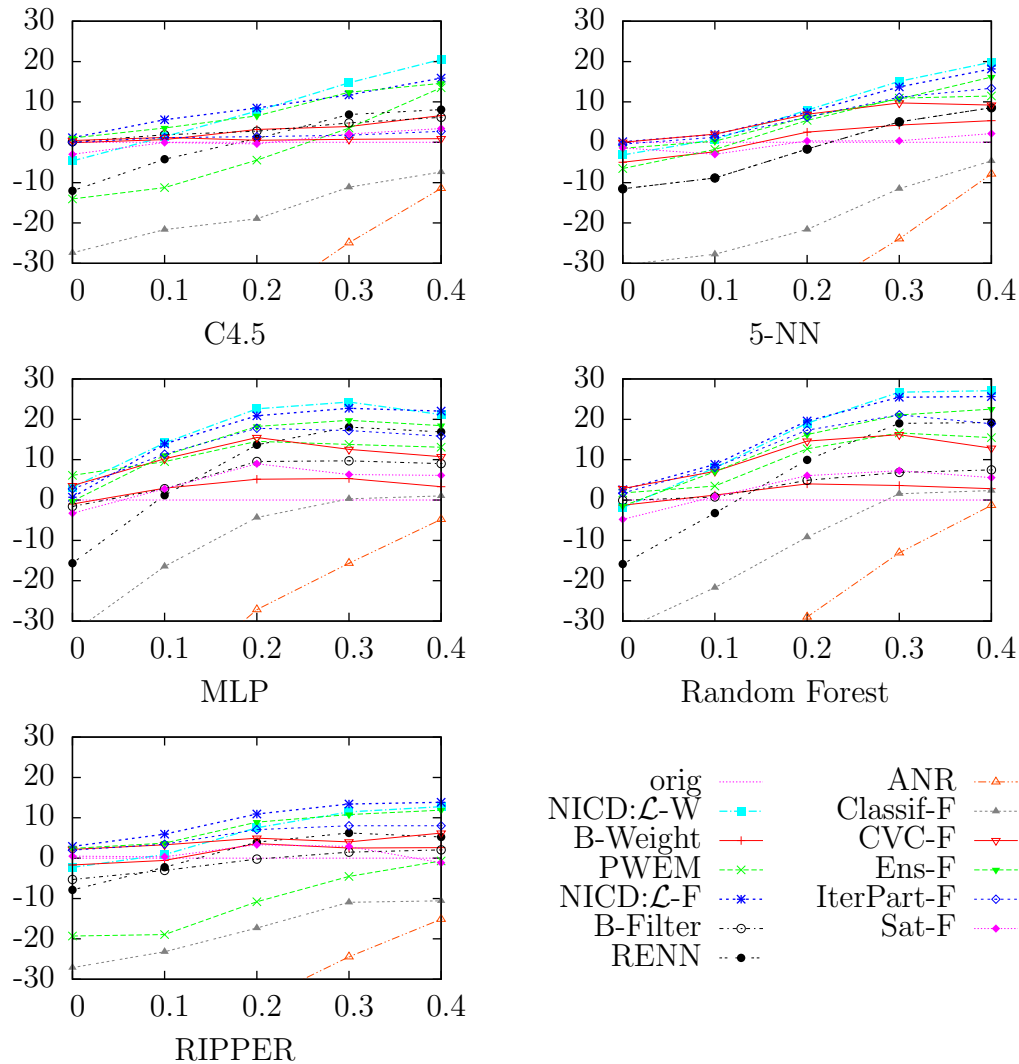 30
20
10
0
-10
-20
-30
0 0.1 0.2 0.3 0.4
C4.5
30
20
10
0
-10
-20
-30
0 0.1 0.2 0.3 0.4
5-NN
30
20
10
0
-10
-20
-30
0 0.1 0.2 0.3 0.4
MLP
30
20
10
0
-10
-20
-30
0 0.1 0.2 0.3 0.4
Random Forest
30
20
10
0
-10
-20
-30
0 0.1 0.2 0.3 0.4
RIPPER
orig
NICD:ℒ-W
B-Weight
PWEM
NICD:ℒ-F
B-Filter
RENN
ANR
Classif-F
CVC-F
Ens-F
IterPart-F
Sat-F